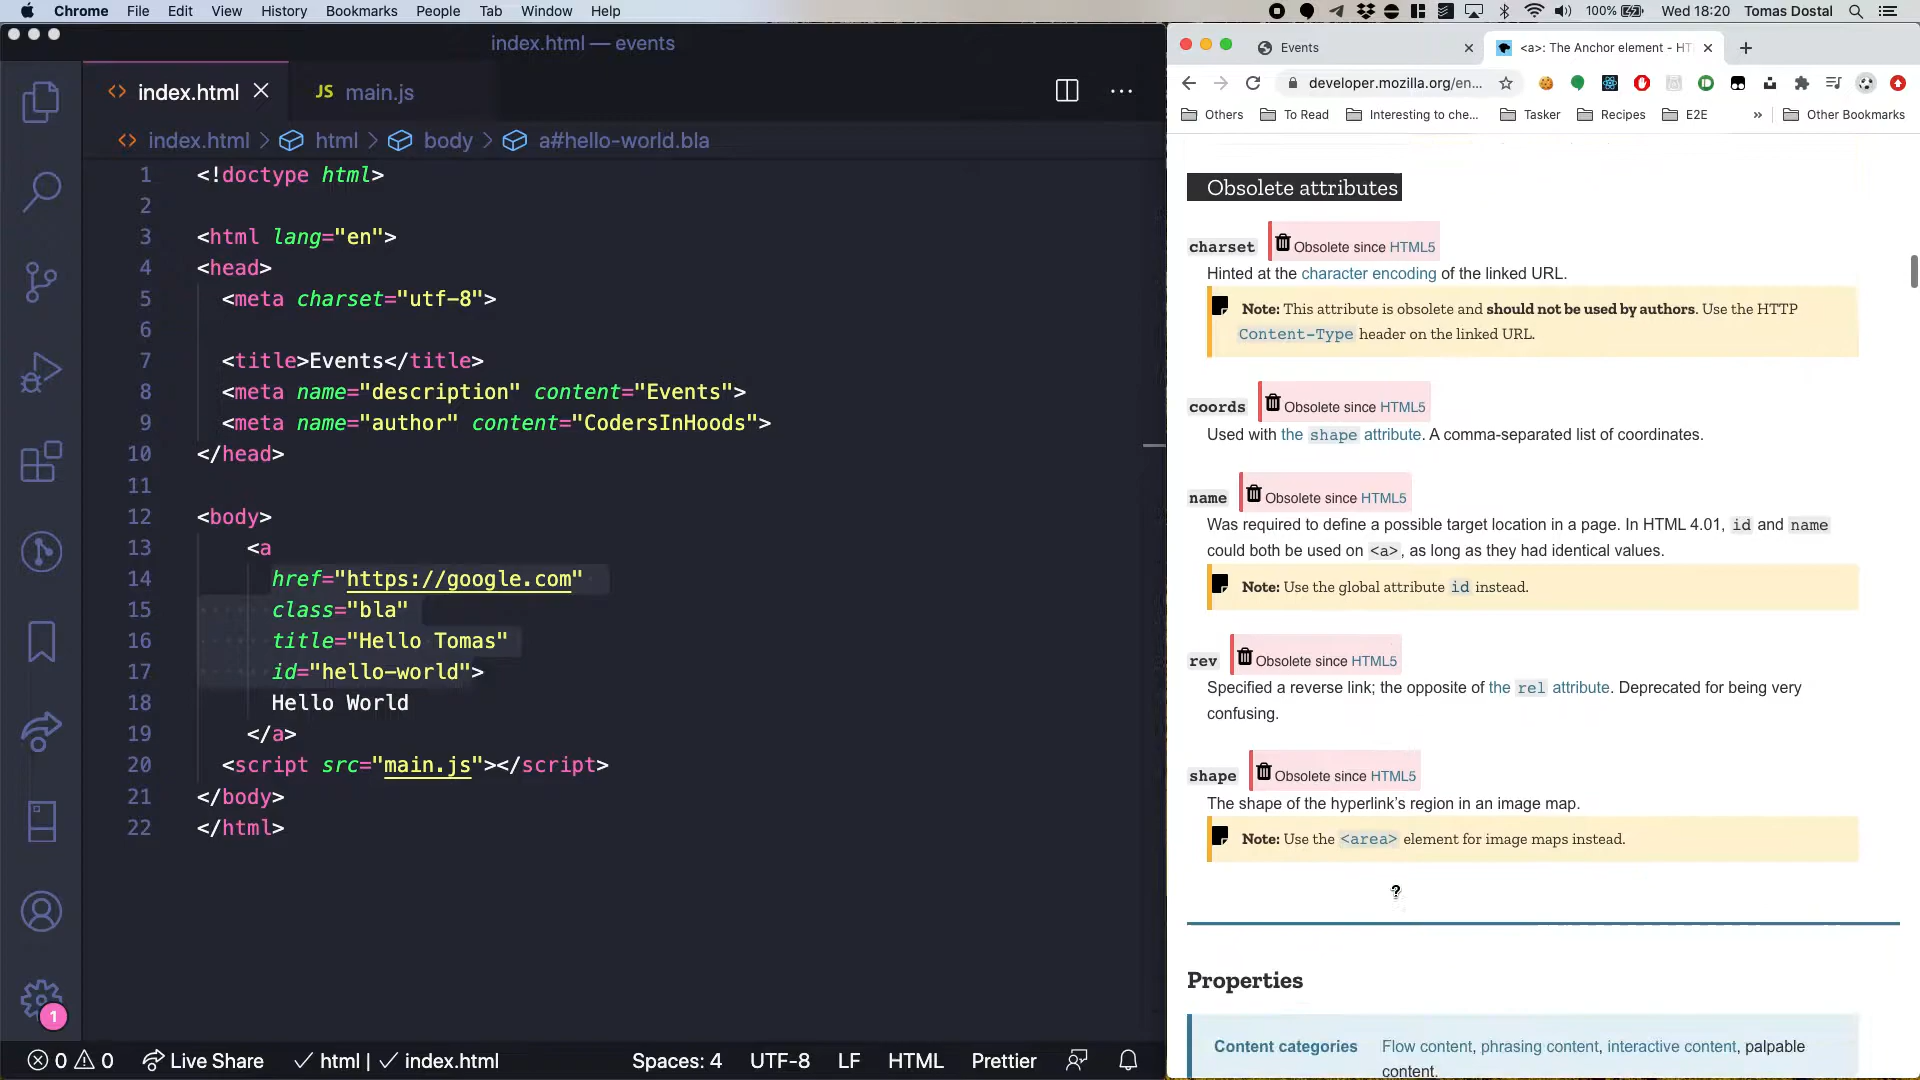 Chrome File Edit View History Bookmarks People Tab Window Help 100% Wed 18:20 Tomas Dostal
index.html — events
index.html JS main.js
index.html > html > body > a#hello-world.bla
1 <!doctype html>
2
3 <html lang="en">
4 <head>
5 <meta charset="utf-8">
6
7 <title>Events</title>
8 <meta name="description" content="Events">
9 <meta name="author" content="CodersInHoods">
10 </head>
11
12 <body>
13 <a
14 href="https://google.com"
15 class="bla"
16 title="Hello Tomas"
17 id="hello-world">
18 Hello World
19 </a>
20 <script src="main.js"></script>
21 </body>
22 </html>
1
0 0 Live Share html | index.html Spaces: 4 UTF-8 LF HTML Prettier
Events <a>: The Anchor element - HT
developer.mozilla.org/en...
Others To Read Interesting to che... Tasker Recipes E2E » Other Bookmarks
Obsolete attributes
charset Obsolete since HTML5
Hinted at the character encoding of the linked URL.
Note: This attribute is obsolete and should not be used by authors. Use the HTTP
Content-Type header on the linked URL.
coords Obsolete since HTML5
Used with the shape attribute. A comma-separated list of coordinates.
name Obsolete since HTML5
Was required to define a possible target location in a page. In HTML 4.01, id and name
could both be used on <a>, as long as they had identical values.
Note: Use the global attribute id instead.
rev Obsolete since HTML5
Specified a reverse link; the opposite of the rel attribute. Deprecated for being very
confusing.
shape Obsolete since HTML5
The shape of the hyperlink's region in an image map.
Note: Use the <area> element for image maps instead.
Properties
Content categories Flow content, phrasing content, interactive content, palpable
content.